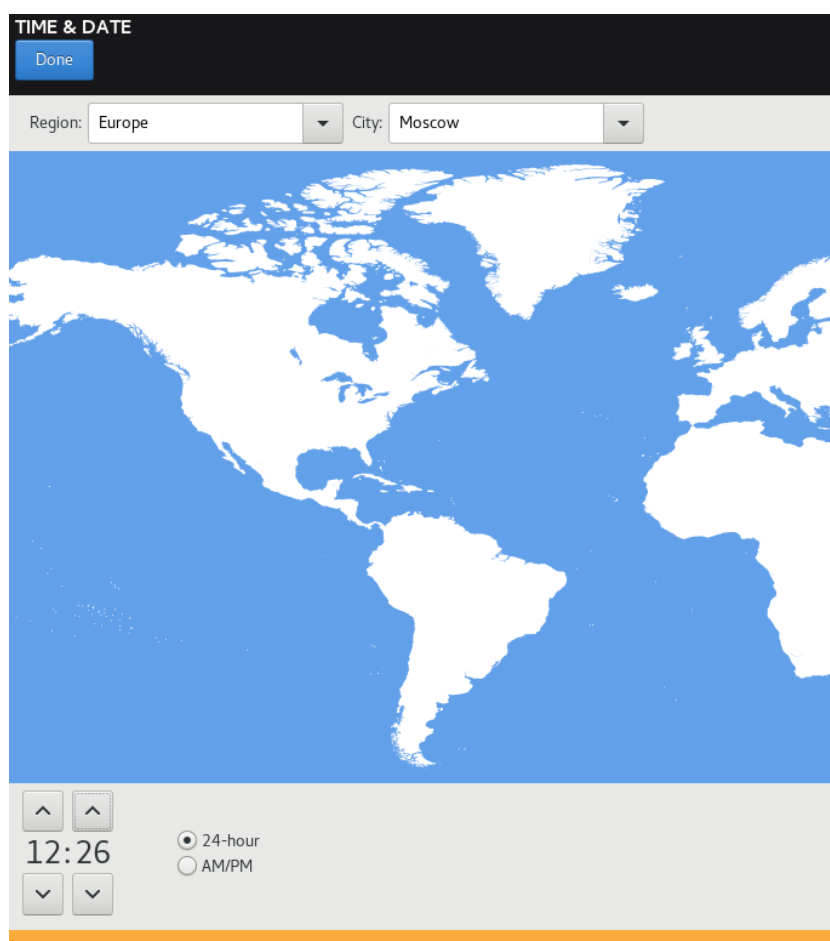 TIME & DATE
Done
Region: Europe City: Moscow
12:26
24-hour
AM/PM